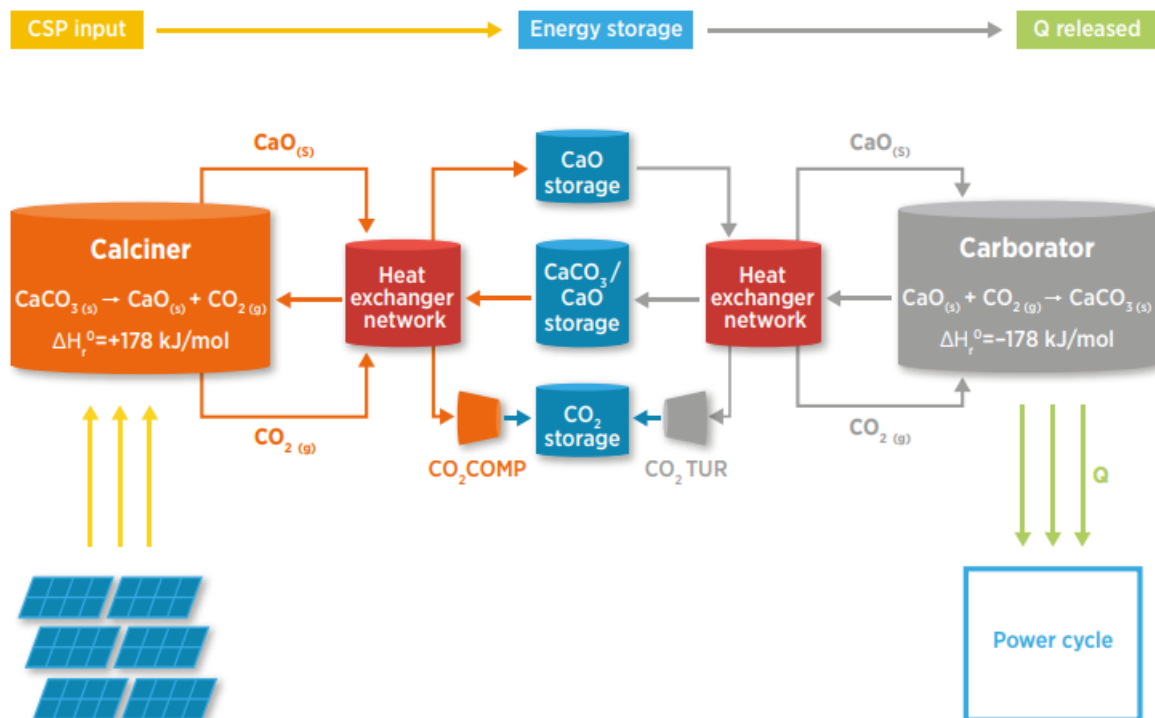 CSP input
Energy storage
Q released
CaO(S)
CaO
storage
CaO(S)
Calciner
CaCO₃ (s) → CaO(s) + CO₂ (g)
ΔHᵣ⁰=+178 kJ/mol
Heat
exchanger
network
CaCO₃/
CaO
storage
Heat
exchanger
network
Carborator
CaO(s) + CO₂ (g) → CaCO₃ (s)
ΔHᵣ⁰=–178 kJ/mol
CO₂ (g)
CO₂COMP
CO₂
storage
CO₂ TUR
CO₂ (g)
Q
Power cycle